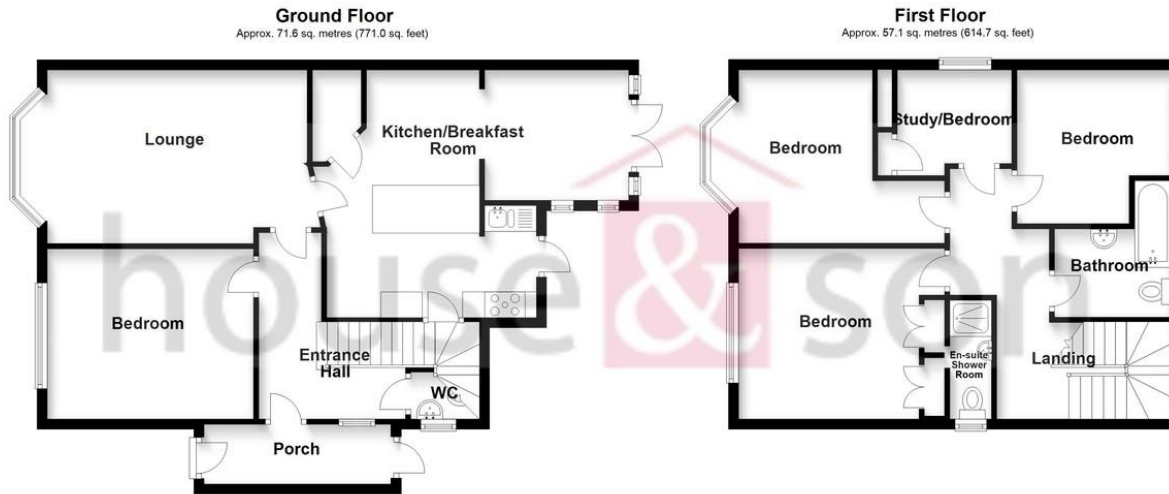 Ground Floor
Approx. 71.6 sq. metres (771.0 sq. feet)
Lounge
Kitchen/Breakfast
Room
Bedroom
Entrance
Hall
WC
Porch
First Floor
Approx. 57.1 sq. metres (614.7 sq. feet)
Bedroom
Study/Bedroom
Bedroom
Bathroom
Bedroom
En-suite
Shower
Room
Landing
house & son